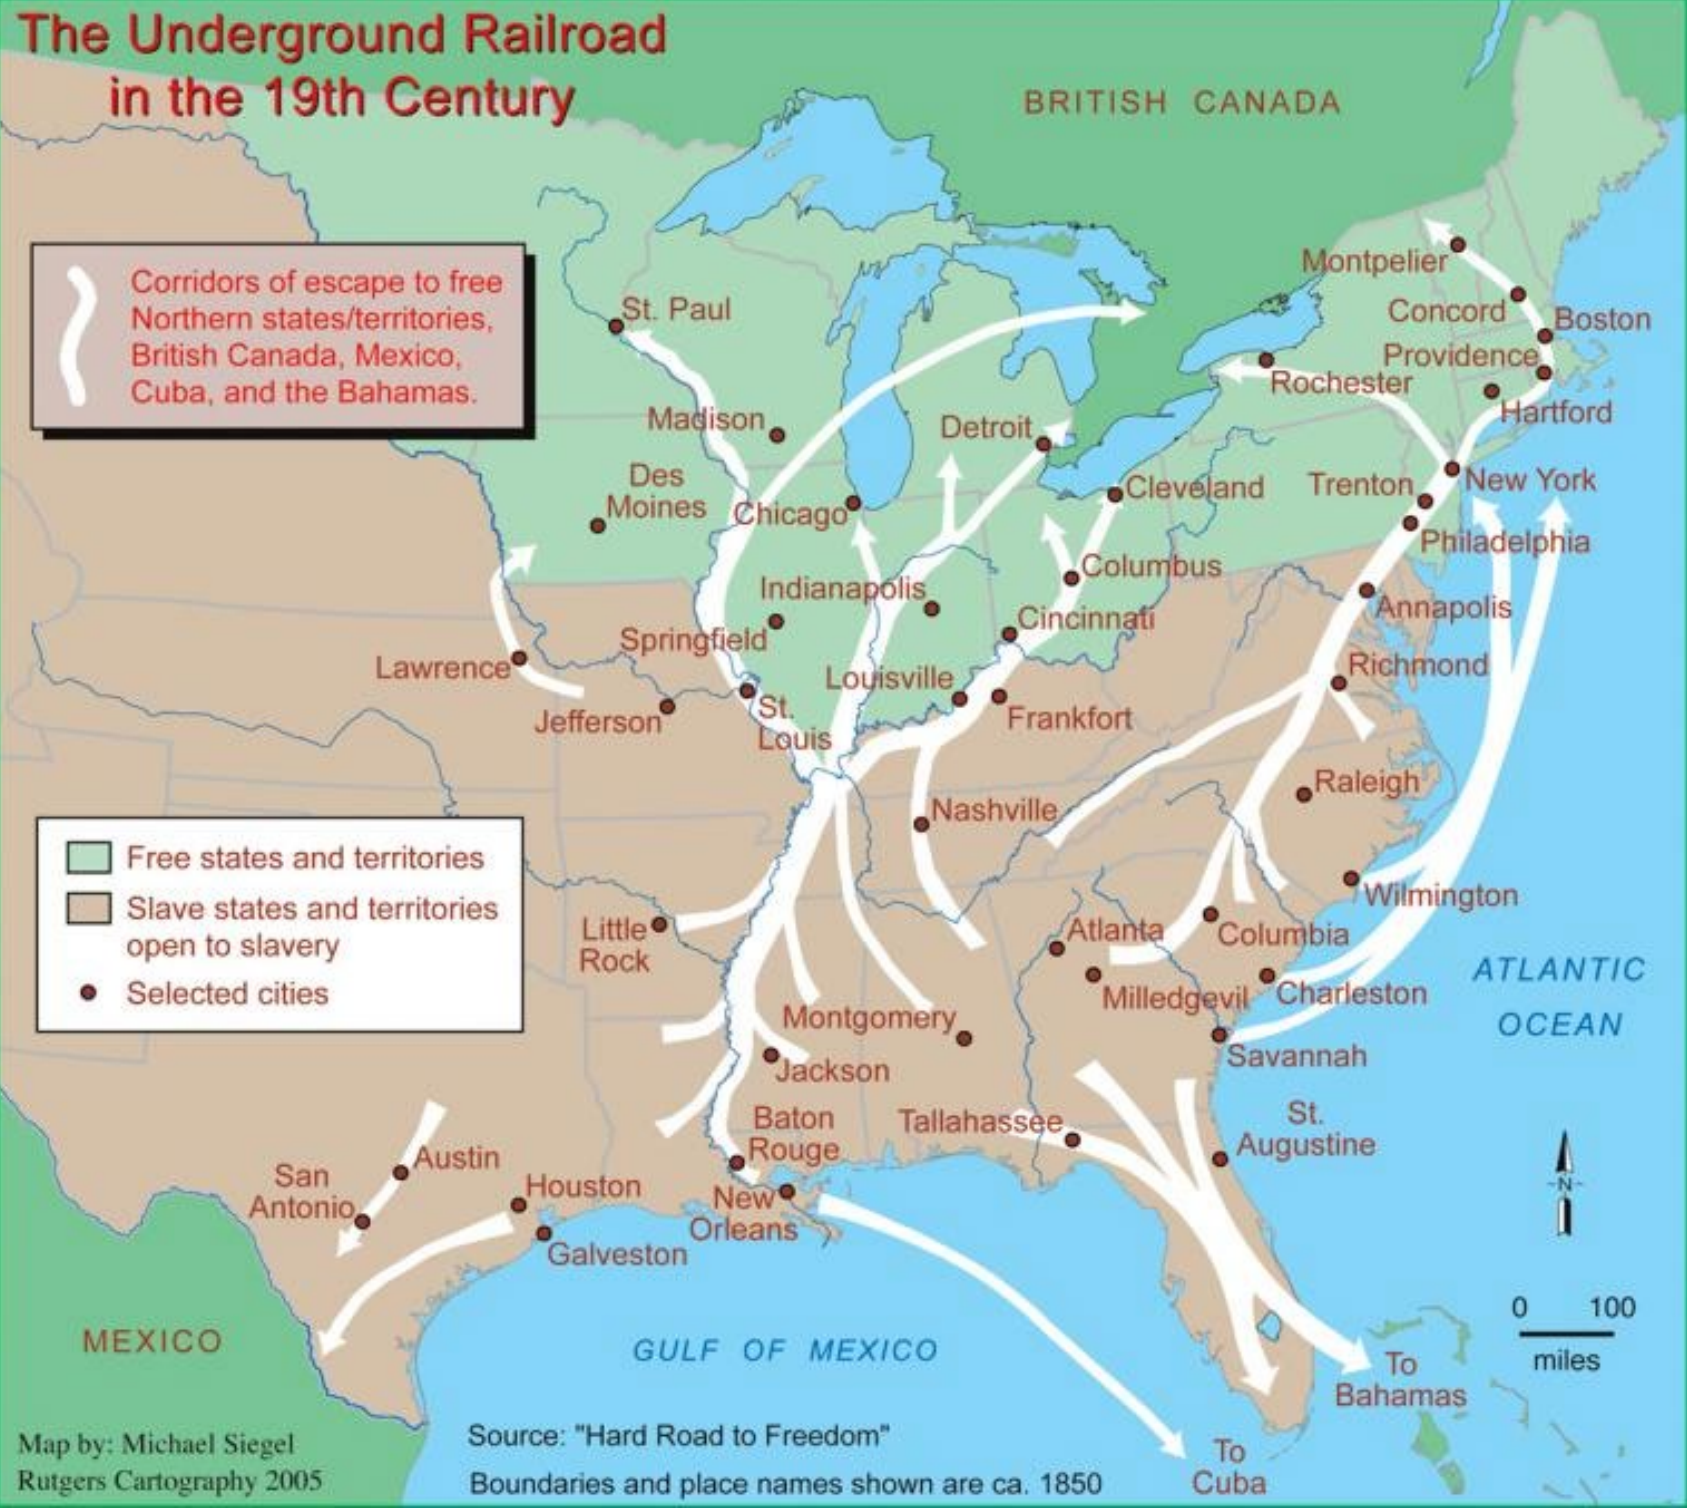 The Underground Railroad
in the 19th Century
BRITISH CANADA
Corridors of escape to free
Northern states/territories,
British Canada, Mexico,
Cuba, and the Bahamas.
Montpelier
Concord
Boston
Providence
Rochester
Hartford
St. Paul
Madison
Detroit
Des
Moines
Chicago
Cleveland
Trenton
New York
Philadelphia
Columbus
Indianapolis
Annapolis
Cincinnati
Springfield
Lawrence
Louisville
Richmond
Jefferson
St.
Louis
Frankfort
Raleigh
Nashville
Free states and territories
Slave states and territories
open to slavery
Selected cities
Wilmington
Little
Rock
Atlanta
Columbia
Milledgevil
Charleston
ATLANTIC
OCEAN
Montgomery
Jackson
Savannah
Baton
Rouge
Tallahassee
St.
Augustine
Austin
San
Antonio
Houston
New
Orleans
Galveston
N
0 100
miles
MEXICO
GULF OF MEXICO
To
Bahamas
To
Cuba
Map by: Michael Siegel
Rutgers Cartography 2005
Source: "Hard Road to Freedom"
Boundaries and place names shown are ca. 1850